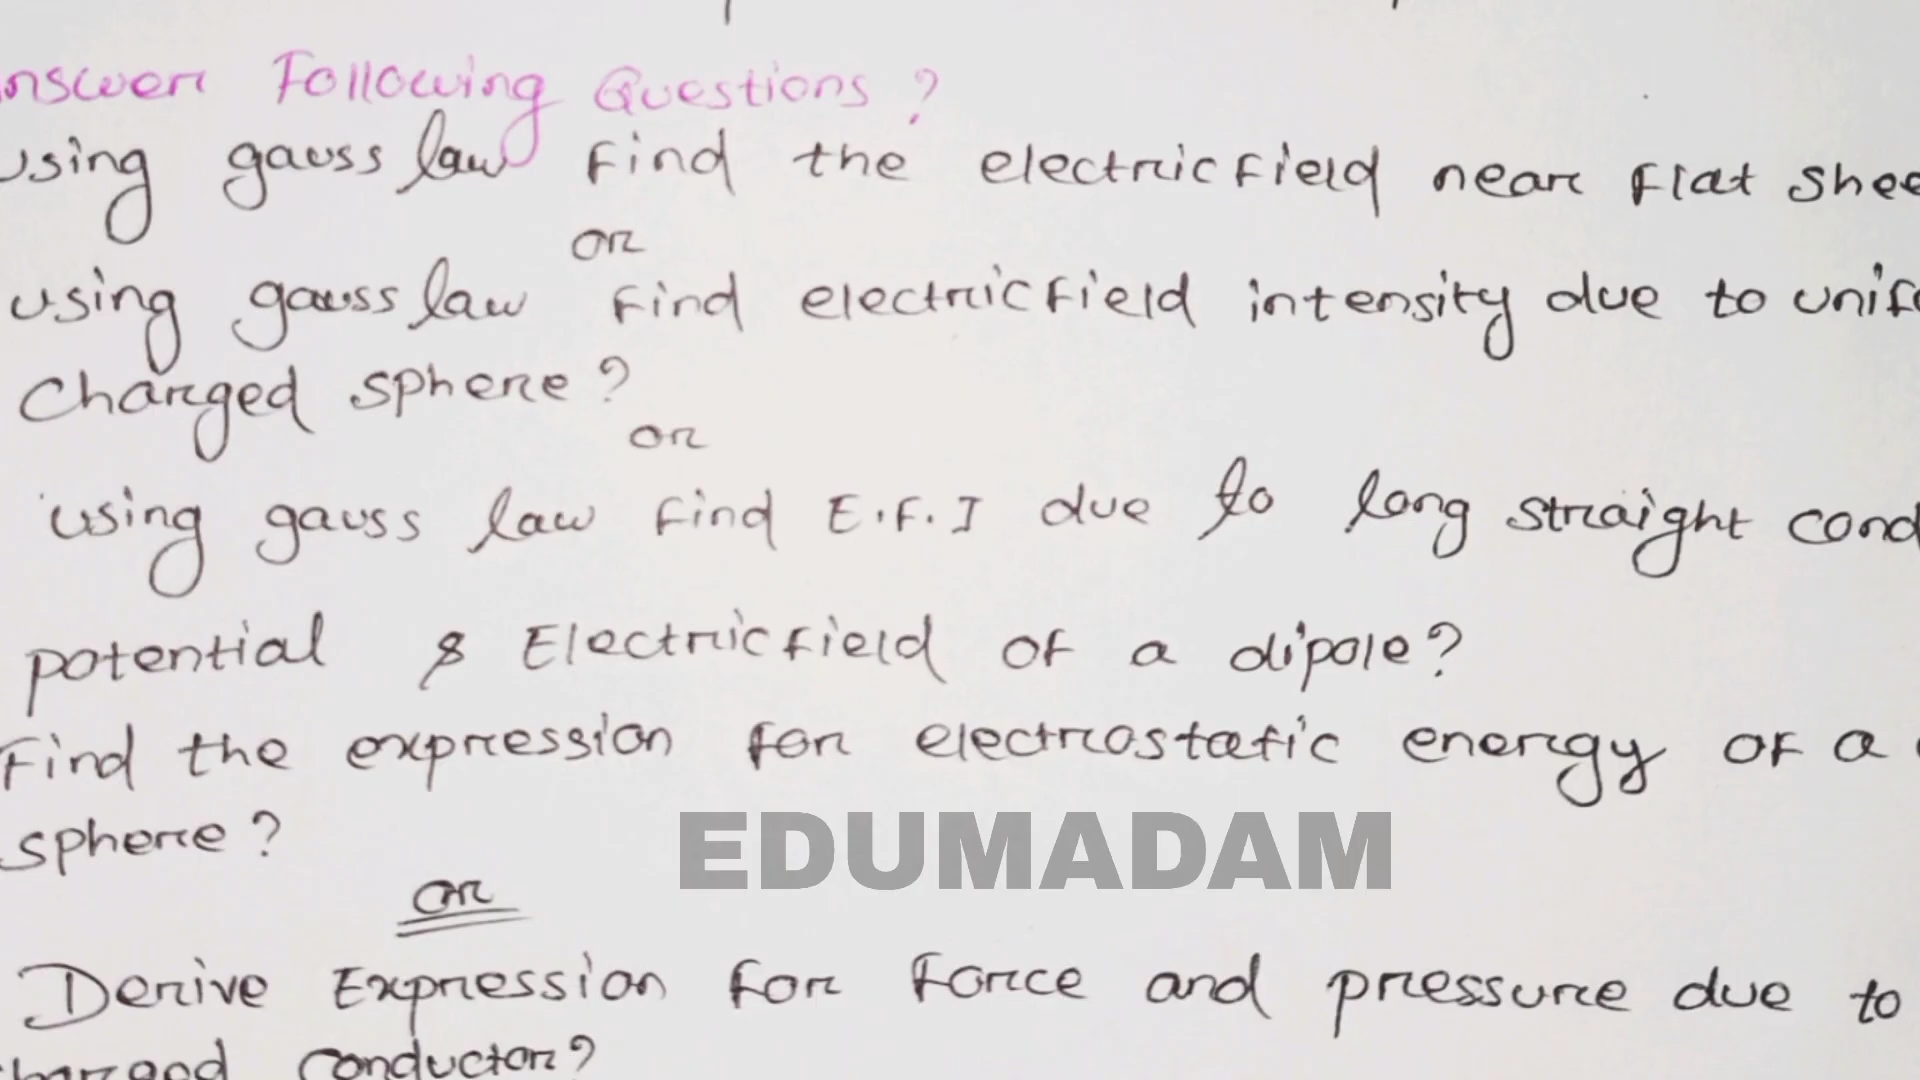 Answer Following Questions ?
using gauss law find the electric field near flat shee
or
using gauss law find electric field intensity due to unifo
charged sphere ?
or
using gauss law find E.F.I due to long straight cond
potential & Electric field of a dipole?
Find the expression for electrostatic energy of a
sphere ?
or
EDUMADAM
Derive Expression for force and pressure due to
charged conductor?